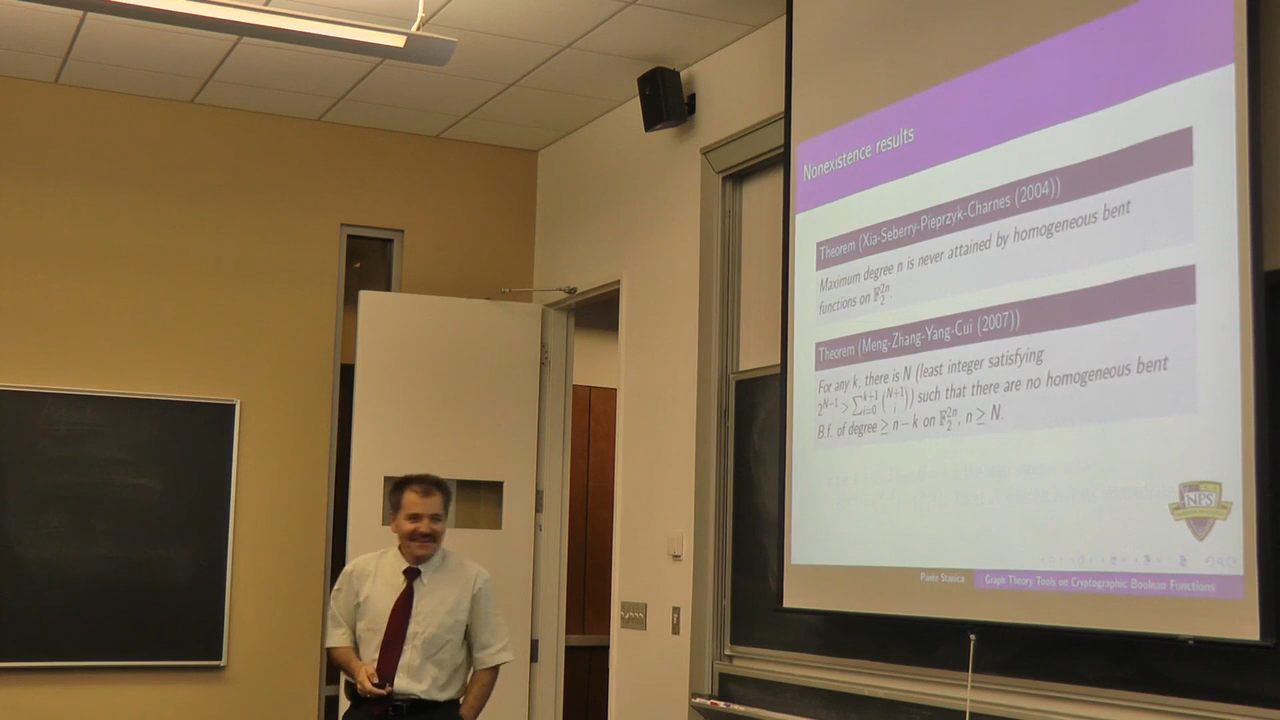 Nonexistence results
Theorem (Xia-Seberry-Pieprzyk-Charnes (2004))
Maximum degree n is never attained by homogeneous bent
functions on 𝔽₂²ⁿ.
Theorem (Meng-Zhang-Yang-Cui (2007))
For any k, there is N (least integer satisfying
2^{N−1} > ∑_{i=0}^{k+1} \binom{N+1}{i}) such that there are no homogeneous bent
B.f. of degree ≥ n − k on 𝔽₂²ⁿ, n ≥ N.
NPS
Pante Stanica
Graph Theory Tools on Cryptographic Boolean Functions